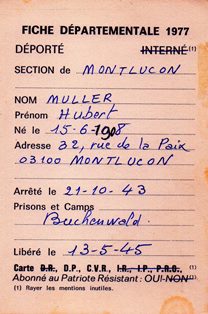 FICHE DÉPARTEMENTALE 1977
DÉPORTÉ INTERNÉ (1)
SECTION de MONTLUCON
NOM MULLER
Prénom Hubert
Né le 15-6-1908
Adresse 32, rue de la Paix
03100 MONTLUCON
Arrêté le 21-10-43
Prisons et Camps
Buchenwald.
Libéré le 13-5-45
Carte D.R., D.P., C.V.R., I.R., I.P., P.R.O., (1)
Abonné au Patriote Résistant : OUI-NON (1)
(1) Rayer les mentions inutiles.